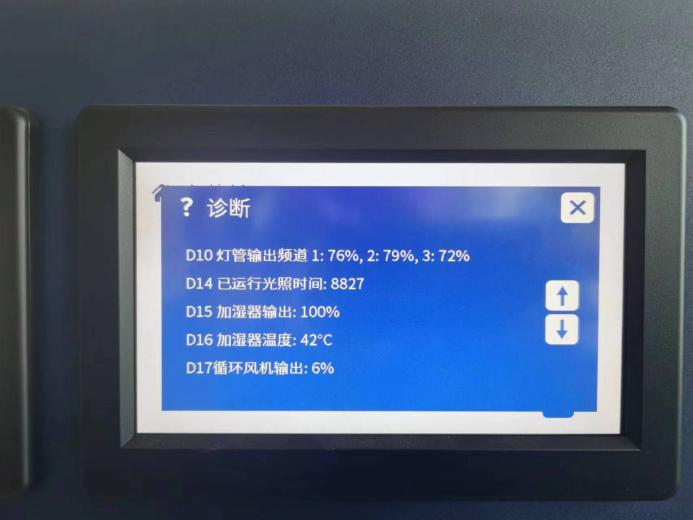 ? 诊断
D10 灯管输出频道 1: 76%, 2: 79%, 3: 72%
D14 已运行光照时间: 8827
D15 加湿器输出: 100%
D16 加湿器温度: 42°C
D17循环风机输出: 6%